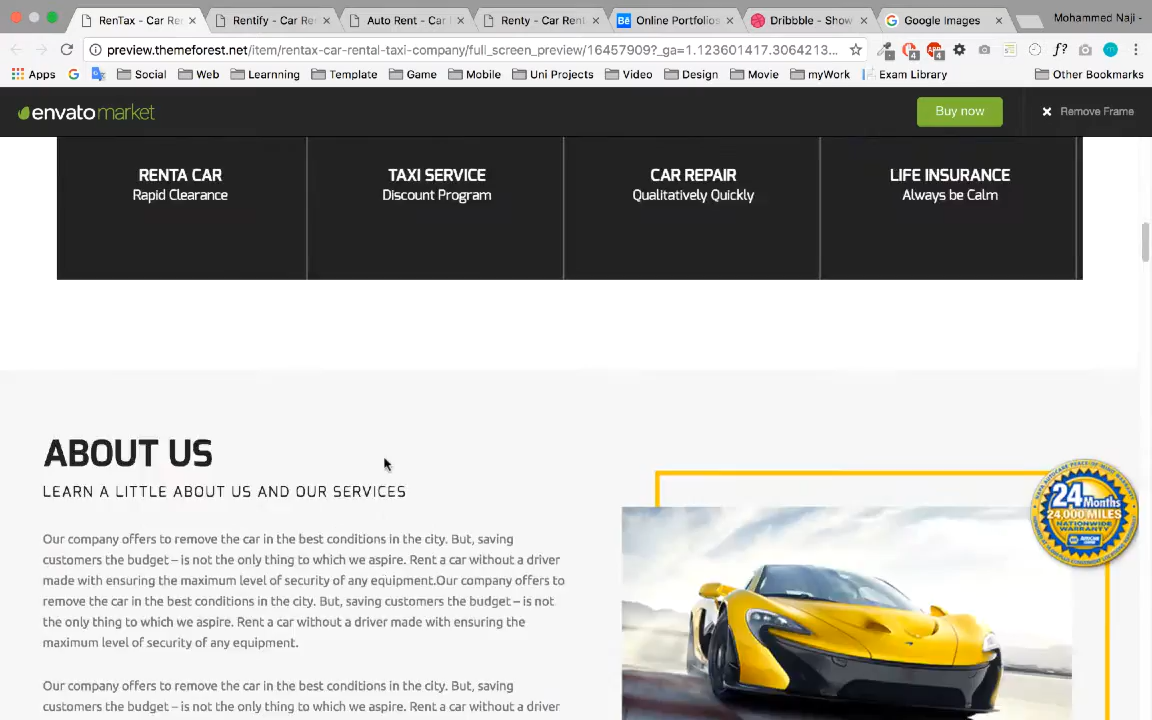 RenTax - Car Re
Rentify - Car Re
Auto Rent - Car
Renty - Car Rent
Online Portfolios
Dribbble - Show
Google Images
Mohammed Naji -
preview.themeforest.net/item/rentax-car-rental-taxi-company/full_screen_preview/16457909?_ga=1.123601417.3064213...
Apps
Social
Web
Learnning
Template
Game
Mobile
Uni Projects
Video
Design
Movie
myWork
Exam Library
Other Bookmarks
envatomarket
Buy now
Remove Frame
RENTA CAR
Rapid Clearance
TAXI SERVICE
Discount Program
CAR REPAIR
Qualitatively Quickly
LIFE INSURANCE
Always be Calm
ABOUT US
LEARN A LITTLE ABOUT US AND OUR SERVICES
Our company offers to remove the car in the best conditions in the city. But, saving
customers the budget – is not the only thing to which we aspire. Rent a car without a driver
made with ensuring the maximum level of security of any equipment.Our company offers to
remove the car in the best conditions in the city. But, saving customers the budget – is not
the only thing to which we aspire. Rent a car without a driver made with ensuring the
maximum level of security of any equipment.
Our company offers to remove the car in the best conditions in the city. But, saving
customers the budget – is not the only thing to which we aspire. Rent a car without a driver
24 Months
24,000 MILES
NATIONWIDE
WARRANTY